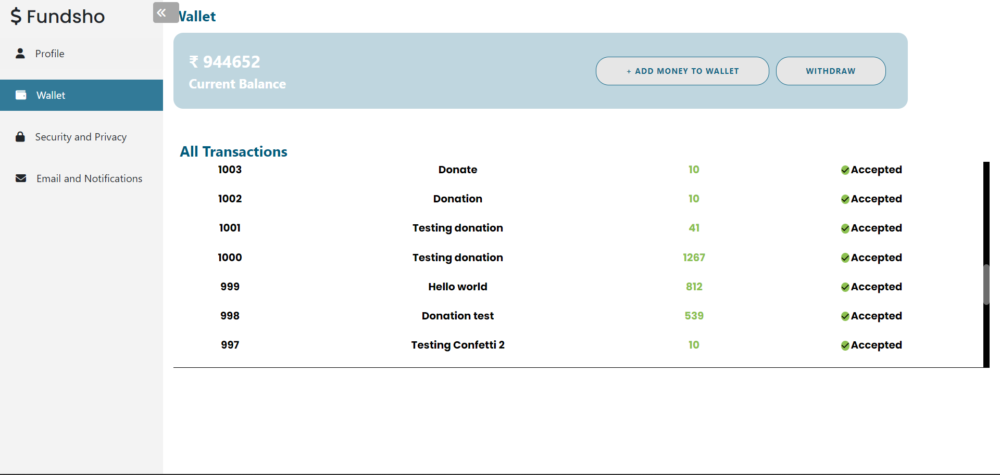 $ Fundsho
Profile
Wallet
Security and Privacy
Email and Notifications
Wallet
₹ 944652
Current Balance
+ ADD MONEY TO WALLET
WITHDRAW
All Transactions
1003 Donate 10 Accepted
1002 Donation 10 Accepted
1001 Testing donation 41 Accepted
1000 Testing donation 1267 Accepted
999 Hello world 812 Accepted
998 Donation test 539 Accepted
997 Testing Confetti 2 10 Accepted